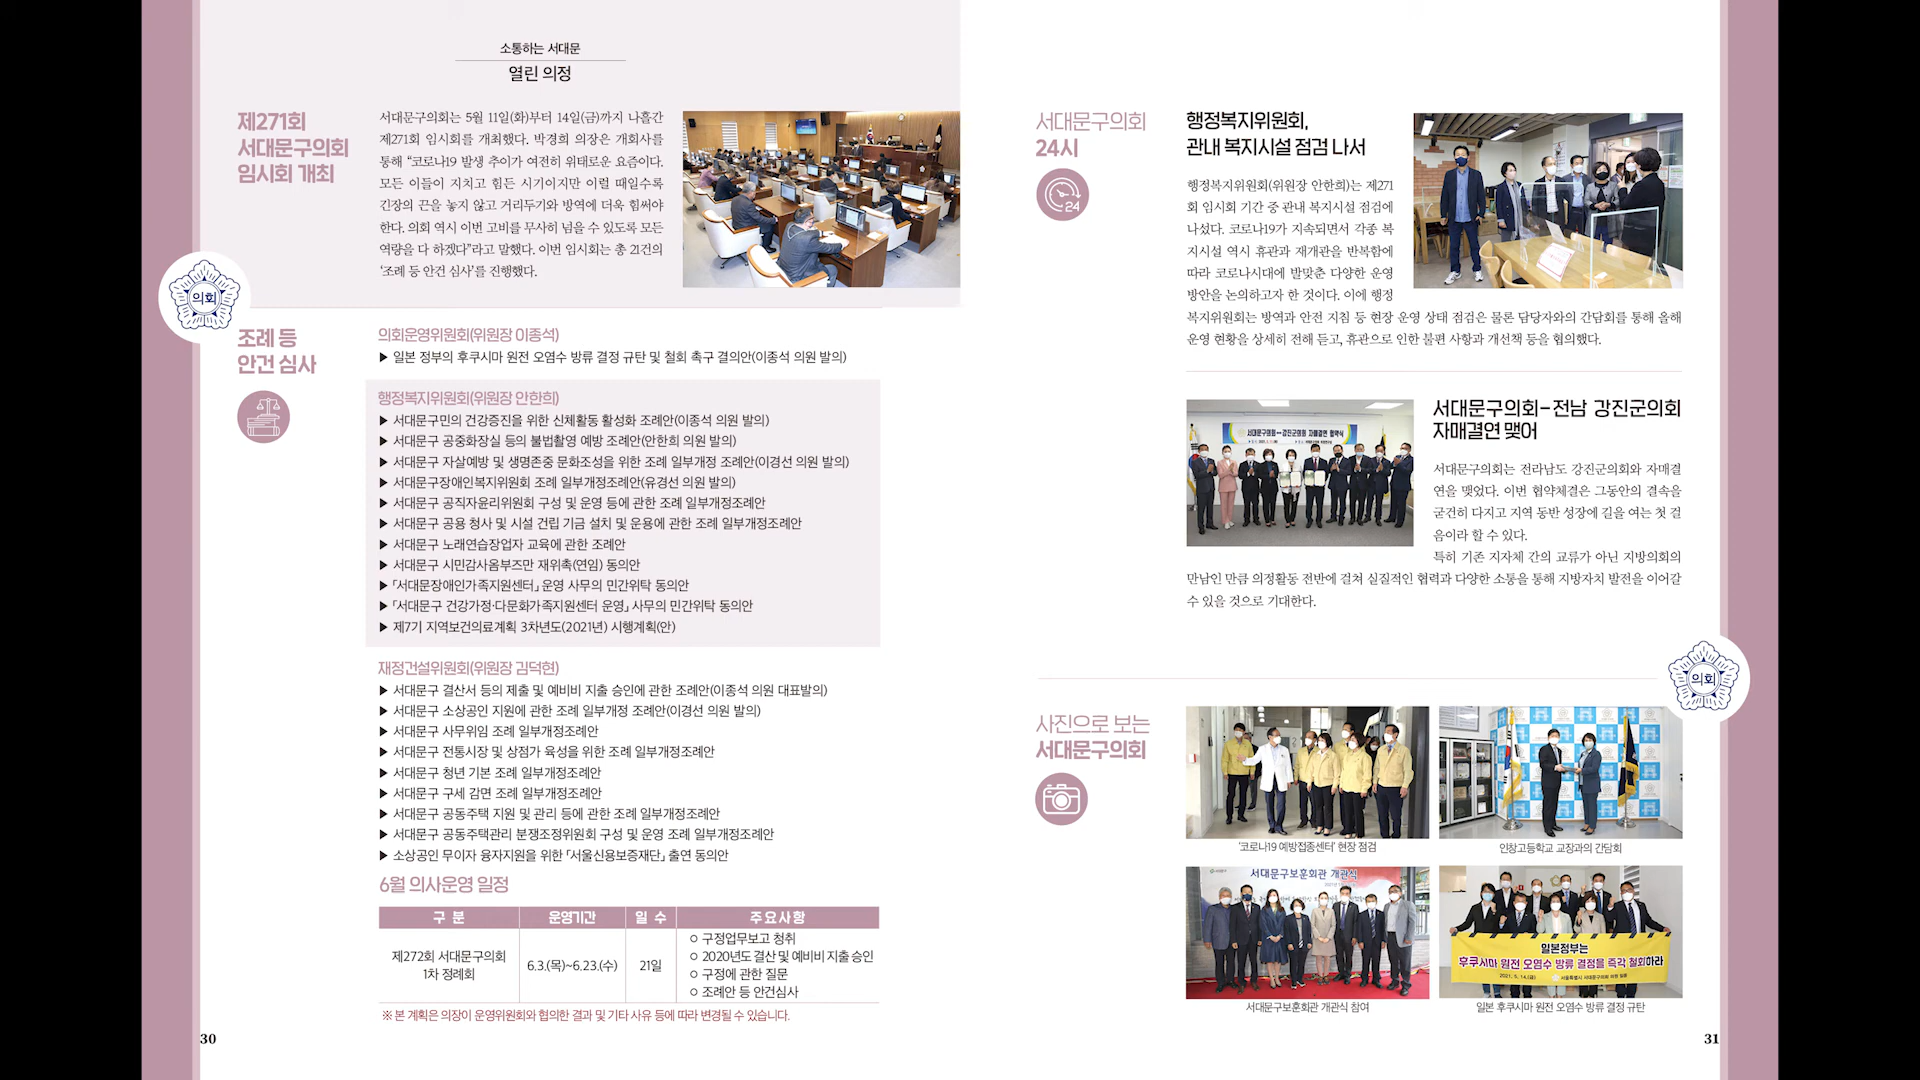 소통하는 서대문
열린 의정
제271회
서대문구의회
임시회 개최
서대문구의회는 5월 11일(화)부터 14일(금)까지 나흘간
제271회 임시회를 개최했다. 박경희 의장은 개회사를
통해 “코로나19 발생 추이가 여전히 위태로운 요즘이다.
모든 이들이 지치고 힘든 시기이지만 이럴 때일수록
긴장의 끈을 놓지 않고 거리두기와 방역에 더욱 힘써야
한다. 의회 역시 이번 고비를 무사히 넘을 수 있도록 모든
역량을 다 하겠다”라고 말했다. 이번 임시회는 총 21건의
‘조례 등 안건 심사’를 진행했다.
의회
조례 등
안건 심사
의회운영위원회(위원장 이종석)
▶ 일본 정부의 후쿠시마 원전 오염수 방류 결정 규탄 및 철회 촉구 결의안(이종석 의원 발의)
행정복지위원회(위원장 안한희)
▶ 서대문구민의 건강증진을 위한 신체활동 활성화 조례안(이종석 의원 발의)
▶ 서대문구 공중화장실 등의 불법촬영 예방 조례안(안한희 의원 발의)
▶ 서대문구 자살예방 및 생명존중 문화조성을 위한 조례 일부개정 조례안(이경선 의원 발의)
▶ 서대문구장애인복지위원회 조례 일부개정조례안(유경선 의원 발의)
▶ 서대문구 공직자윤리위원회 구성 및 운영 등에 관한 조례 일부개정조례안
▶ 서대문구 공용 청사 및 시설 건립 기금 설치 및 운용에 관한 조례 일부개정조례안
▶ 서대문구 노래연습장업자 교육에 관한 조례안
▶ 서대문구 시민감사옴부즈만 재위촉(연임) 동의안
▶ 「서대문장애인가족지원센터」 운영 사무의 민간위탁 동의안
▶ 「서대문구 건강가정·다문화가족지원센터 운영」 사무의 민간위탁 동의안
▶ 제7기 지역보건의료계획 3차년도(2021년) 시행계획(안)
재정건설위원회(위원장 김덕현)
▶ 서대문구 결산서 등의 제출 및 예비비 지출 승인에 관한 조례안(이종석 의원 대표발의)
▶ 서대문구 소상공인 지원에 관한 조례 일부개정 조례안(이경선 의원 발의)
▶ 서대문구 사무위임 조례 일부개정조례안
▶ 서대문구 전통시장 및 상점가 육성을 위한 조례 일부개정조례안
▶ 서대문구 청년 기본 조례 일부개정조례안
▶ 서대문구 구세 감면 조례 일부개정조례안
▶ 서대문구 공동주택 지원 및 관리 등에 관한 조례 일부개정조례안
▶ 서대문구 공동주택관리 분쟁조정위원회 구성 및 운영 조례 일부개정조례안
▶ 소상공인 무이자 융자지원을 위한 「서울신용보증재단」 출연 동의안
6월 의사운영 일정
구 분 운영기간 일 수 주요사항
제272회 서대문구의회
1차 정례회
6.3.(목)~6.23.(수)
21일
○ 구정업무보고 청취
○ 2020년도 결산 및 예비비 지출 승인
○ 구정에 관한 질문
○ 조례안 등 안건심사
※ 본 계획은 의장이 운영위원회와 협의한 결과 및 기타 사유 등에 따라 변경될 수 있습니다.
30
서대문구의회
24시
24
행정복지위원회,
관내 복지시설 점검 나서
행정복지위원회(위원장 안한희)는 제271
회 임시회 기간 중 관내 복지시설 점검에
나섰다. 코로나19가 지속되면서 각종 복
지시설 역시 휴관과 재개관을 반복함에
따라 코로나시대에 발맞춘 다양한 운영
방안을 논의하고자 한 것이다. 이에 행정
복지위원회는 방역과 안전 지침 등 현장 운영 상태 점검은 물론 담당자와의 간담회를 통해 올해
운영 현황을 상세히 전해 듣고, 휴관으로 인한 불편 사항과 개선책 등을 협의했다.
서대문구의회⇔강진군의회 자매결연 협약식
서대문구의회-전남 강진군의회
자매결연 맺어
서대문구의회는 전라남도 강진군의회와 자매결
연을 맺었다. 이번 협약체결은 그동안의 결속을
굳건히 다지고 지역 동반 성장에 길을 여는 첫 걸
음이라 할 수 있다.
특히 기존 지자체 간의 교류가 아닌 지방의회의
만남인 만큼 의정활동 전반에 걸쳐 실질적인 협력과 다양한 소통을 통해 지방자치 발전을 이어갈
수 있을 것으로 기대한다.
의회
사진으로 보는
서대문구의회
‘코로나19 예방접종센터’ 현장 점검
인창고등학교 교장과의 간담회
서대문구보훈회관 개관식
서대문구보훈회관 개관식 참여
일본정부는
후쿠시마 원전 오염수 방류 결정을 즉각 철회하라
2021. 5. 14.(금)
서울특별시 서대문구의회 의원 일동
일본 후쿠시마 원전 오염수 방류 결정 규탄
31